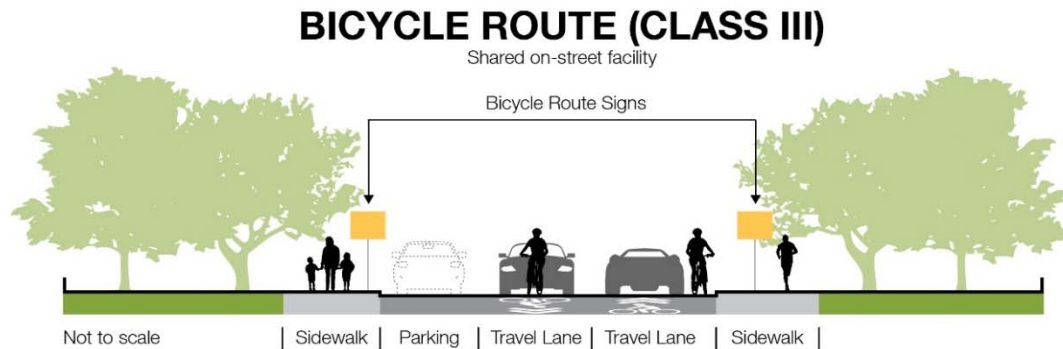 BICYCLE ROUTE (CLASS III)
Shared on-street facility
Bicycle Route Signs
Not to scale
Sidewalk
Parking
Travel Lane
Travel Lane
Sidewalk